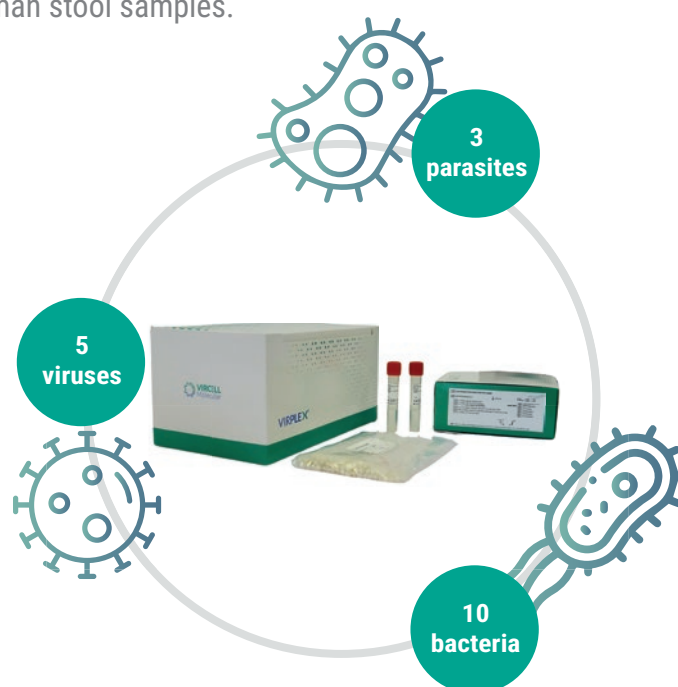 man stool samples.
3
parasites
5
viruses
VIRCELL
Molecular
VIRPLEX
10
bacteria